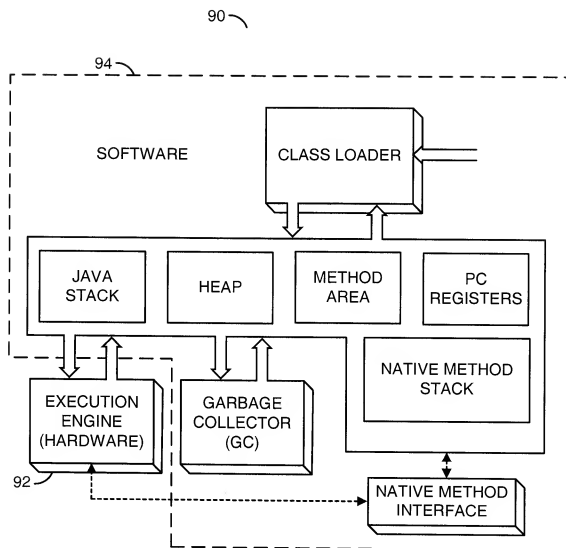 90
94
SOFTWARE
CLASS LOADER
JAVA
STACK
HEAP
METHOD
AREA
PC
REGISTERS
NATIVE METHOD
STACK
EXECUTION
ENGINE
(HARDWARE)
GARBAGE
COLLECTOR
(GC)
92
NATIVE METHOD
INTERFACE